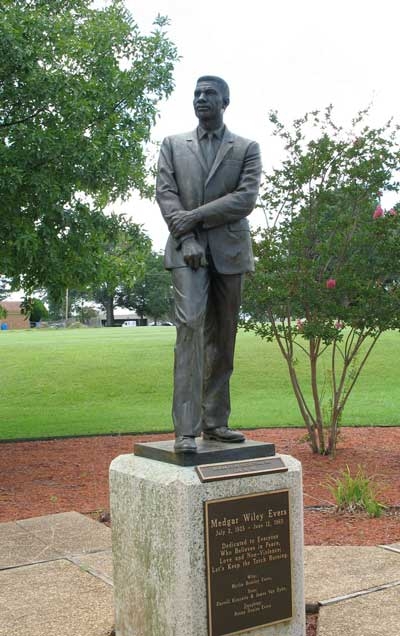 Medgar Wiley Evers
July 2, 1925 - June 12, 1963
Dedicated to Everyone
Who Believes in Peace,
Love and Non-Violence.
Let's Keep the Torch Burning.
Wife:
Myrlie Beasley Evers,
Sons:
Darrell Kenyatta & James Van Dyke,
Daughter:
Reena Denise Evers